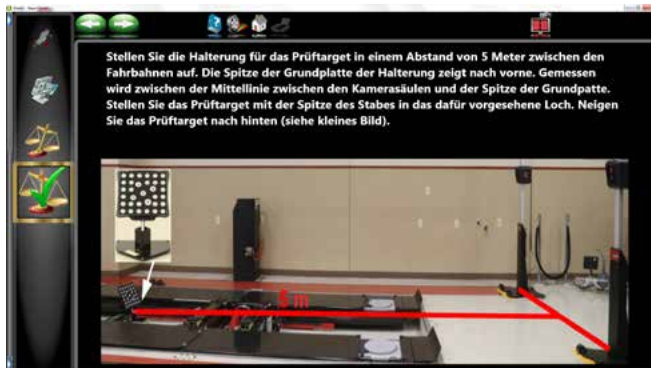 Stellen Sie die Halterung für das Prüftarget in einem Abstand von 5 Meter zwischen den
Fahrbahnen auf. Die Spitze der Grundplatte der Halterung zeigt nach vorne. Gemessen
wird zwischen der Mittellinie zwischen den Kamerasäulen und der Spitze der Grundpatte.
Stellen Sie das Prüftarget mit der Spitze des Stabes in das dafür vorgesehene Loch. Neigen
Sie das Prüftarget nach hinten (siehe kleines Bild).
5 m